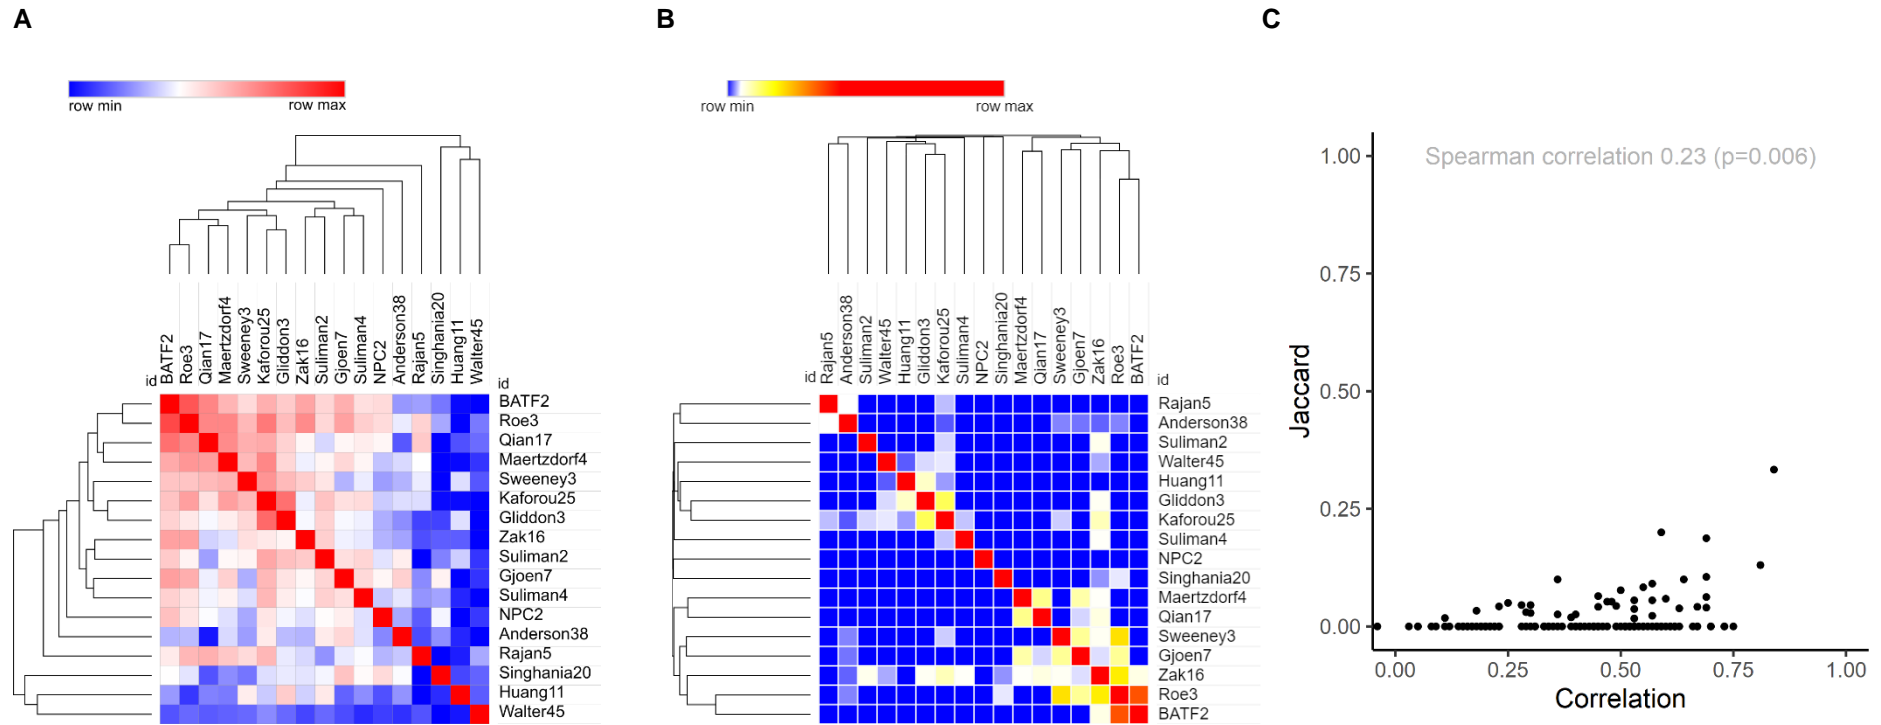 A
B
C
row min
row max
row min
row max
Spearman correlation 0.23 (p=0.006)
id
BATF2
Roe3
Qian17
Maertzdorf4
Sweeney3
Kaforou25
Gliddon3
Zak16
Suliman2
Gjoen7
Suliman4
NPC2
Anderson38
Rajan5
Singhania20
Huang11
Walter45
id
BATF2
Roe3
Qian17
Maertzdorf4
Sweeney3
Kaforou25
Gliddon3
Zak16
Suliman2
Gjoen7
Suliman4
NPC2
Anderson38
Rajan5
Singhania20
Huang11
Walter45
id
Rajan5
Anderson38
Suliman2
Walter45
Huang11
Gliddon3
Kaforou25
Suliman4
NPC2
Singhania20
Maertzdorf4
Qian17
Sweeney3
Gjoen7
Zak16
Roe3
BATF2
id
Rajan5
Anderson38
Suliman2
Walter45
Huang11
Gliddon3
Kaforou25
Suliman4
NPC2
Singhania20
Maertzdorf4
Qian17
Sweeney3
Gjoen7
Zak16
Roe3
BATF2
Jaccard
1.00
0.75
0.50
0.25
0.00
0.00
0.25
0.50
0.75
1.00
Correlation